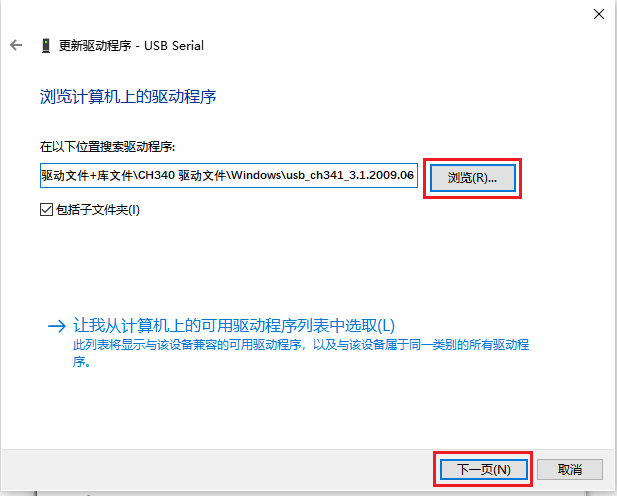 更新驱动程序 - USB Serial
浏览计算机上的驱动程序
在以下位置搜索驱动程序:
驱动文件+库文件\CH340 驱动文件\Windows\usb_ch341_3.1.2009.06
浏览(R)...
包括子文件夹(I)
让我从计算机上的可用驱动程序列表中选取(L)
此列表将显示与该设备兼容的可用驱动程序，以及与该设备属于同一类别的所有驱动程
序。
下一页(N)
取消